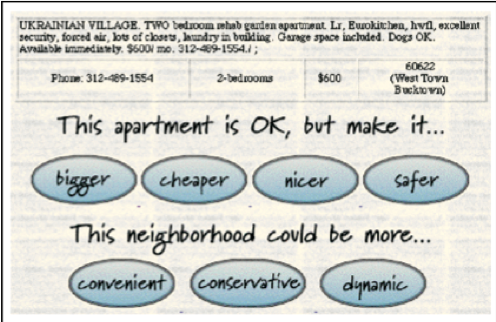 UKRAINIAN VILLAGE. TWO bedroom rehab garden apartment. Lr, Eurokitchen, hwfl, excellent
security, forced air, lots of closets, laundry in building. Garage space included. Dogs OK.
Available immediately. $600/ mo. 312-489-1554./ ;
Phone: 312-489-1554 2-bedrooms $600 60622
(West Town
Bucktown)
This apartment is OK, but make it...
bigger cheaper nicer safer
This neighborhood could be more...
convenient conservative dynamic